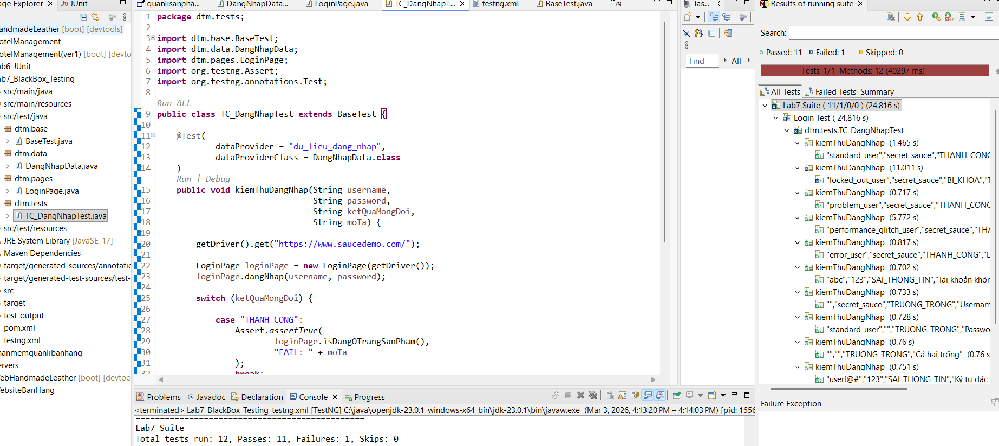 age Explorer
JUnit
andmadeLeather [boot] [devtools]
otelManagement
otelManagement(ver1) [boot] [devto
ab6_JUnit
ab7_BlackBox_Testing
src/main/java
src/main/resources
src/test/java
dtm.base
BaseTest.java
dtm.data
DangNhapData.java
dtm.pages
LoginPage.java
dtm.tests
TC_DangNhapTest.java
src/test/resources
JRE System Library [JavaSE-17]
Maven Dependencies
target/generated-sources/annotatic
target/generated-test-sources/test-
src
target
test-output
pom.xml
testng.xml
hanmemquanlibanhang
ervers
VebHandmadeLeather [boot] [devtoo
VebsiteBanHang
quanlisanpha...
DangNhapData...
LoginPage.java
TC_DangNhapT...
testng.xml
BaseTest.java
"79
1 package dtm.tests;
2
3 import dtm.base.BaseTest;
4 import dtm.data.DangNhapData;
5 import dtm.pages.LoginPage;
6 import org.testng.Assert;
7 import org.testng.annotations.Test;
8
Run All
9 public class TC_DangNhapTest extends BaseTest {
10
11 @Test(
12 dataProvider = "du_lieu_dang_nhap",
13 dataProviderClass = DangNhapData.class
14 )
Run | Debug
15 public void kiemThuDangNhap(String username,
16 String password,
17 String ketQuaMongDoi,
18 String moTa) {
19
20 getDriver().get("https://www.saucedemo.com/");
21
22 LoginPage loginPage = new LoginPage(getDriver());
23 loginPage.dangNhap(username, password);
24
25 switch (ketQuaMongDoi) {
26
27 case "THANH_CONG":
28 Assert.assertTrue(
29 loginPage.isDangOTrangSanPham(),
30 "FAIL: " + moTa
31 );
32 break;
Problems
Javadoc
Declaration
Console
Progress
<terminated> Lab7_BlackBox_Testing_testng.xml [TestNG] C:\java\openjdk-23.0.1_windows-x64_bin\jdk-23.0.1\bin\javaw.exe (Mar 3, 2026, 4:13:20 PM – 4:14:03 PM) [pid: 1556
===============================================
Lab7 Suite
Total tests run: 12, Passes: 11, Failures: 1, Skips: 0
Tas...
Find
All
Results of running suite
Search:
Passed: 11
Failed: 1
Skipped: 0
Tests: 1/1 Methods: 12 (40297 ms)
All Tests
Failed Tests
Summary
Lab7 Suite ( 11/1/0/0 ) (24.816 s)
Login Test ( 24.816 s)
dtm.tests.TC_DangNhapTest
kiemThuDangNhap (1.465 s)
"standard_user","secret_sauce","THANH_CONG
kiemThuDangNhap (11.011 s)
"locked_out_user","secret_sauce","BI_KHOA","T
kiemThuDangNhap (0.717 s)
"problem_user","secret_sauce","THANH_CONG
kiemThuDangNhap (5.772 s)
"performance_glitch_user","secret_sauce","THA
kiemThuDangNhap (0.817 s)
"error_user","secret_sauce","THANH_CONG","L
kiemThuDangNhap (0.702 s)
"abc","123","SAI_THONG_TIN","Tài khoản khôn
kiemThuDangNhap (0.733 s)
"","secret_sauce","TRUONG_TRONG","Usernam
kiemThuDangNhap (0.728 s)
"standard_user","","TRUONG_TRONG","Passwo
kiemThuDangNhap (0.76 s)
"","","TRUONG_TRONG","Cả hai trống" (0.76 s
kiemThuDangNhap (0.751 s)
"user!@#","123","SAI_THONG_TIN","Ký tự đặc
Failure Exception